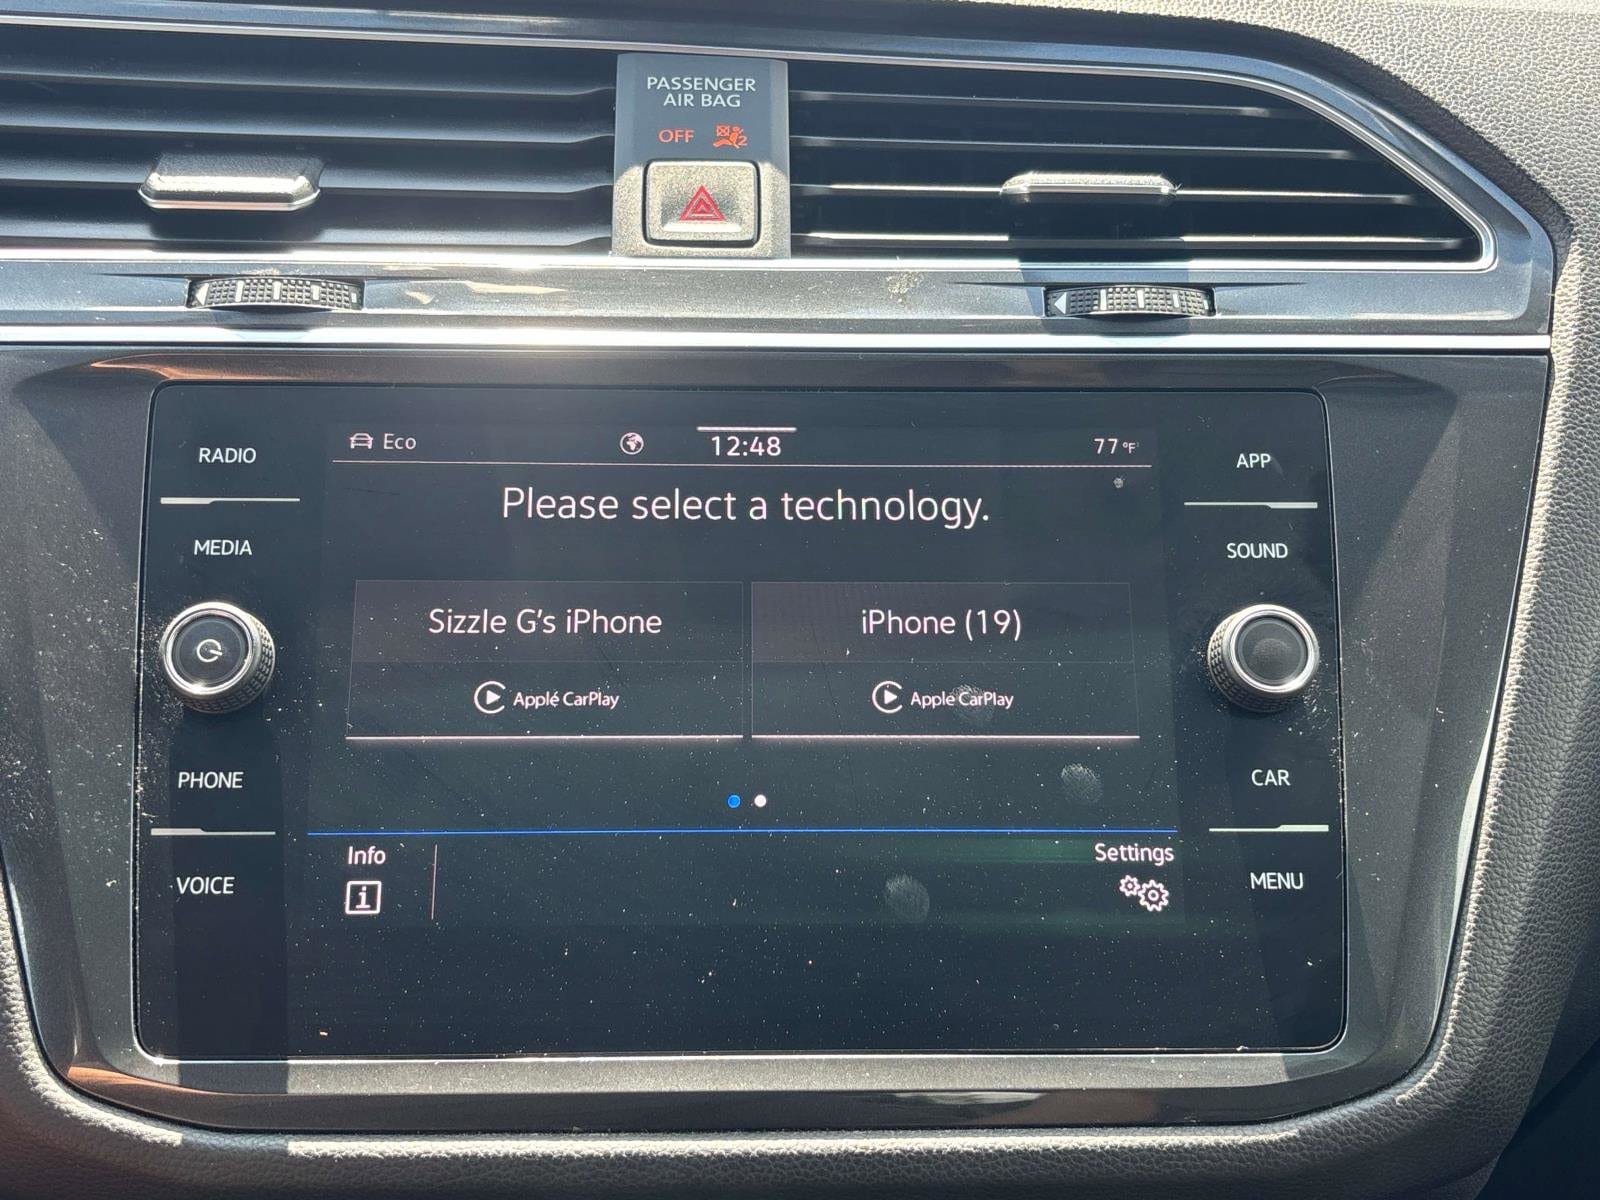 PASSENGER
AIR BAG
OFF 2
RADIO
MEDIA
PHONE
VOICE
Eco 12:48 77 °F
Please select a technology.
Sizzle G's iPhone
Apple CarPlay
iPhone (19)
Apple CarPlay
Info
i
Settings
APP
SOUND
CAR
MENU